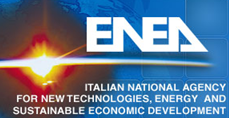 ENEA
ITALIAN NATIONAL AGENCY
FOR NEW TECHNOLOGIES, ENERGY AND
SUSTAINABLE ECONOMIC DEVELOPMENT